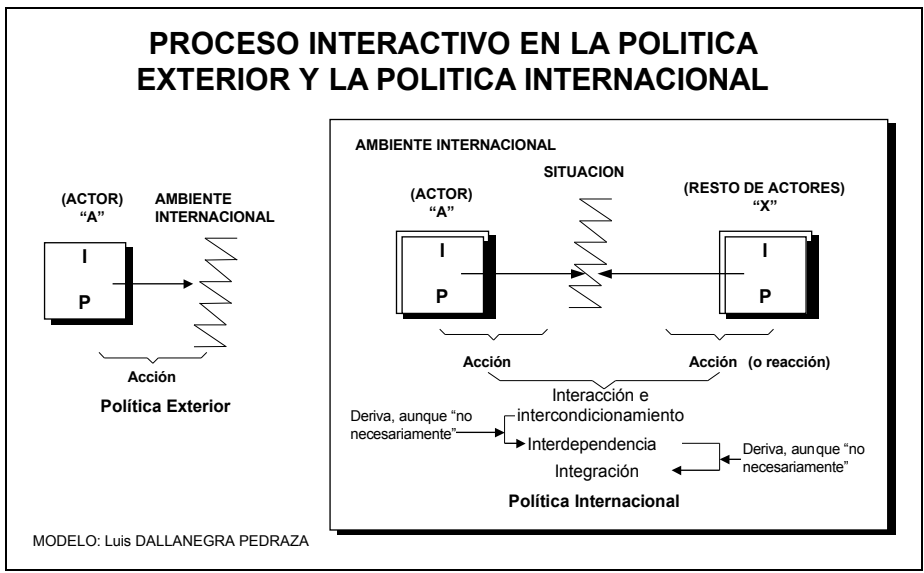 PROCESO INTERACTIVO EN LA POLITICA
EXTERIOR Y LA POLITICA INTERNACIONAL
(ACTOR)
“A”
AMBIENTE
INTERNACIONAL
I
P
Acción
Política Exterior
AMBIENTE INTERNACIONAL
SITUACION
(ACTOR)
“A”
(RESTO DE ACTORES)
“X”
I
P
I
P
Acción
Acción (o reacción)
Interacción e
intercondicionamiento
Deriva, aunque “no
necesariamente”
Interdependencia
Deriva, aunque “no
necesariamente”
Integración
Política Internacional
MODELO: Luis DALLANEGRA PEDRAZA